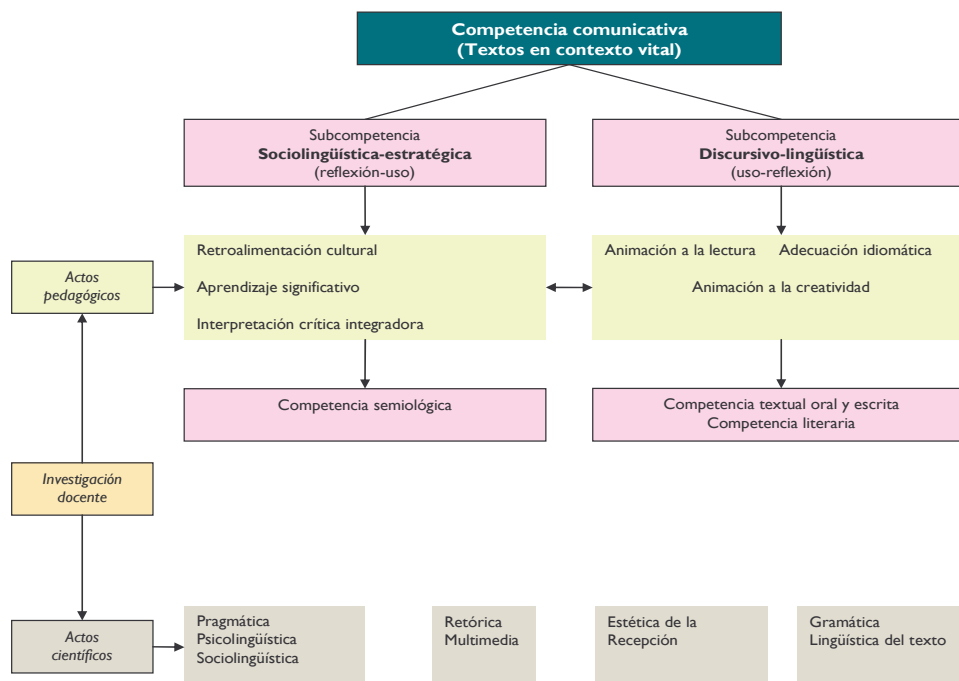 Competencia comunicativa
(Textos en contexto vital)
Subcompetencia
Sociolingüística-estratégica
(reflexión-uso)
Subcompetencia
Discursivo-lingüística
(uso-reflexión)
Actos
pedagógicos
Retroalimentación cultural
Aprendizaje significativo
Interpretación crítica integradora
Animación a la lectura Adecuación idiomática
Animación a la creatividad
Competencia semiológica
Competencia textual oral y escrita
Competencia literaria
Investigación
docente
Actos
científicos
Pragmática
Psicolingüística
Sociolingüística
Retórica
Multimedia
Estética de la
Recepción
Gramática
Lingüística del texto